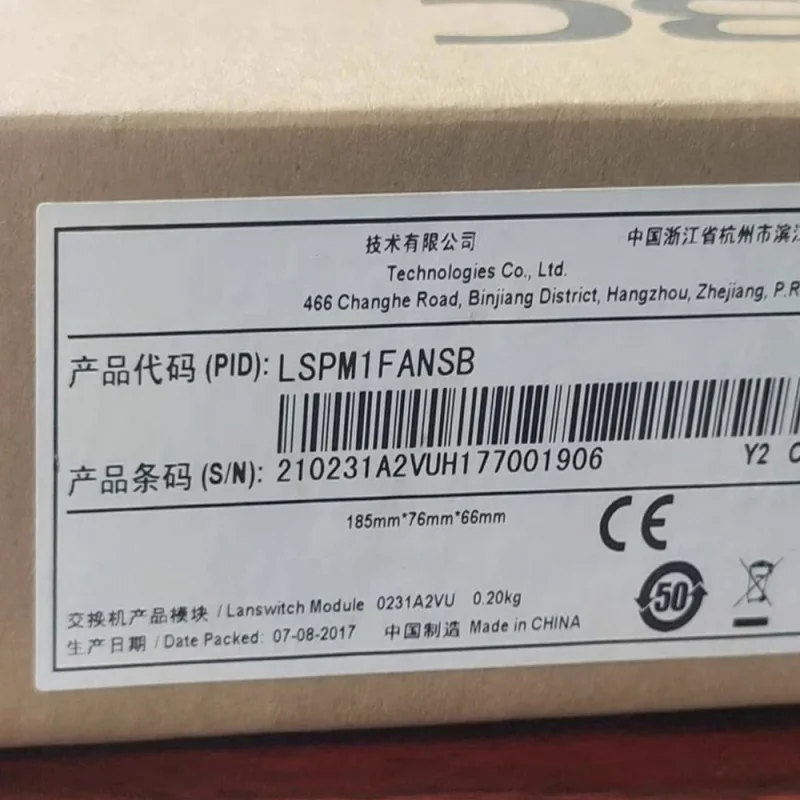 技术有限公司
中国浙江省杭州市滨江
Technologies Co., Ltd.
466 Changhe Road, Binjiang District, Hangzhou, Zhejiang, P.R
产品代码 (PID): LSPM1FANSB
产品条码 (S/N): 210231A2VUH177001906
Y2
185mm*76mm*66mm
CE
50
交换机产品模块 / Lanswitch Module 0231A2VU 0.20kg
生产日期 / Date Packed: 07-08-2017 中国制造 Made in CHINA